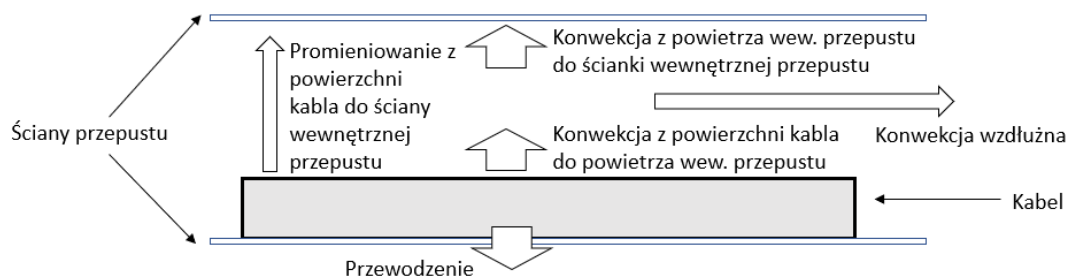 Ściany przepustu
Promieniowanie z
powierzchni
kabla do ściany
wewnętrznej
przepustu
Konwekcja z powietrza wew. przepustu
do ścianki wewnętrznej przepustu
Konwekcja z powierzchni kabla
do powietrza wew. przepustu
Konwekcja wzdłużna
Kabel
Przewodzenie